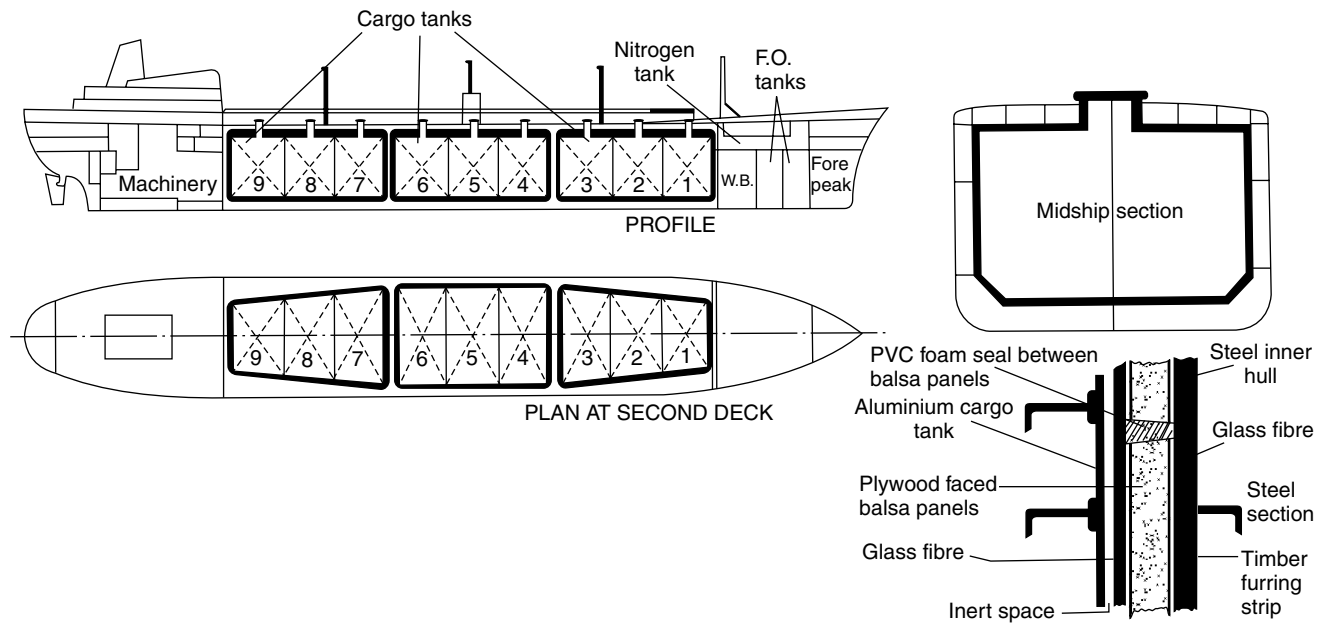 Cargo tanks
Nitrogen
tank
F.O.
tanks
Machinery
9 8 7 6 5 4 3 2 1
W.B.
Fore
peak
PROFILE
9 8 7 6 5 4 3 2 1
PLAN AT SECOND DECK
Midship section
PVC foam seal between
balsa panels
Aluminium cargo
tank
Plywood faced
balsa panels
Glass fibre
Inert space
Steel inner
hull
Glass fibre
Steel
section
Timber
furring
strip